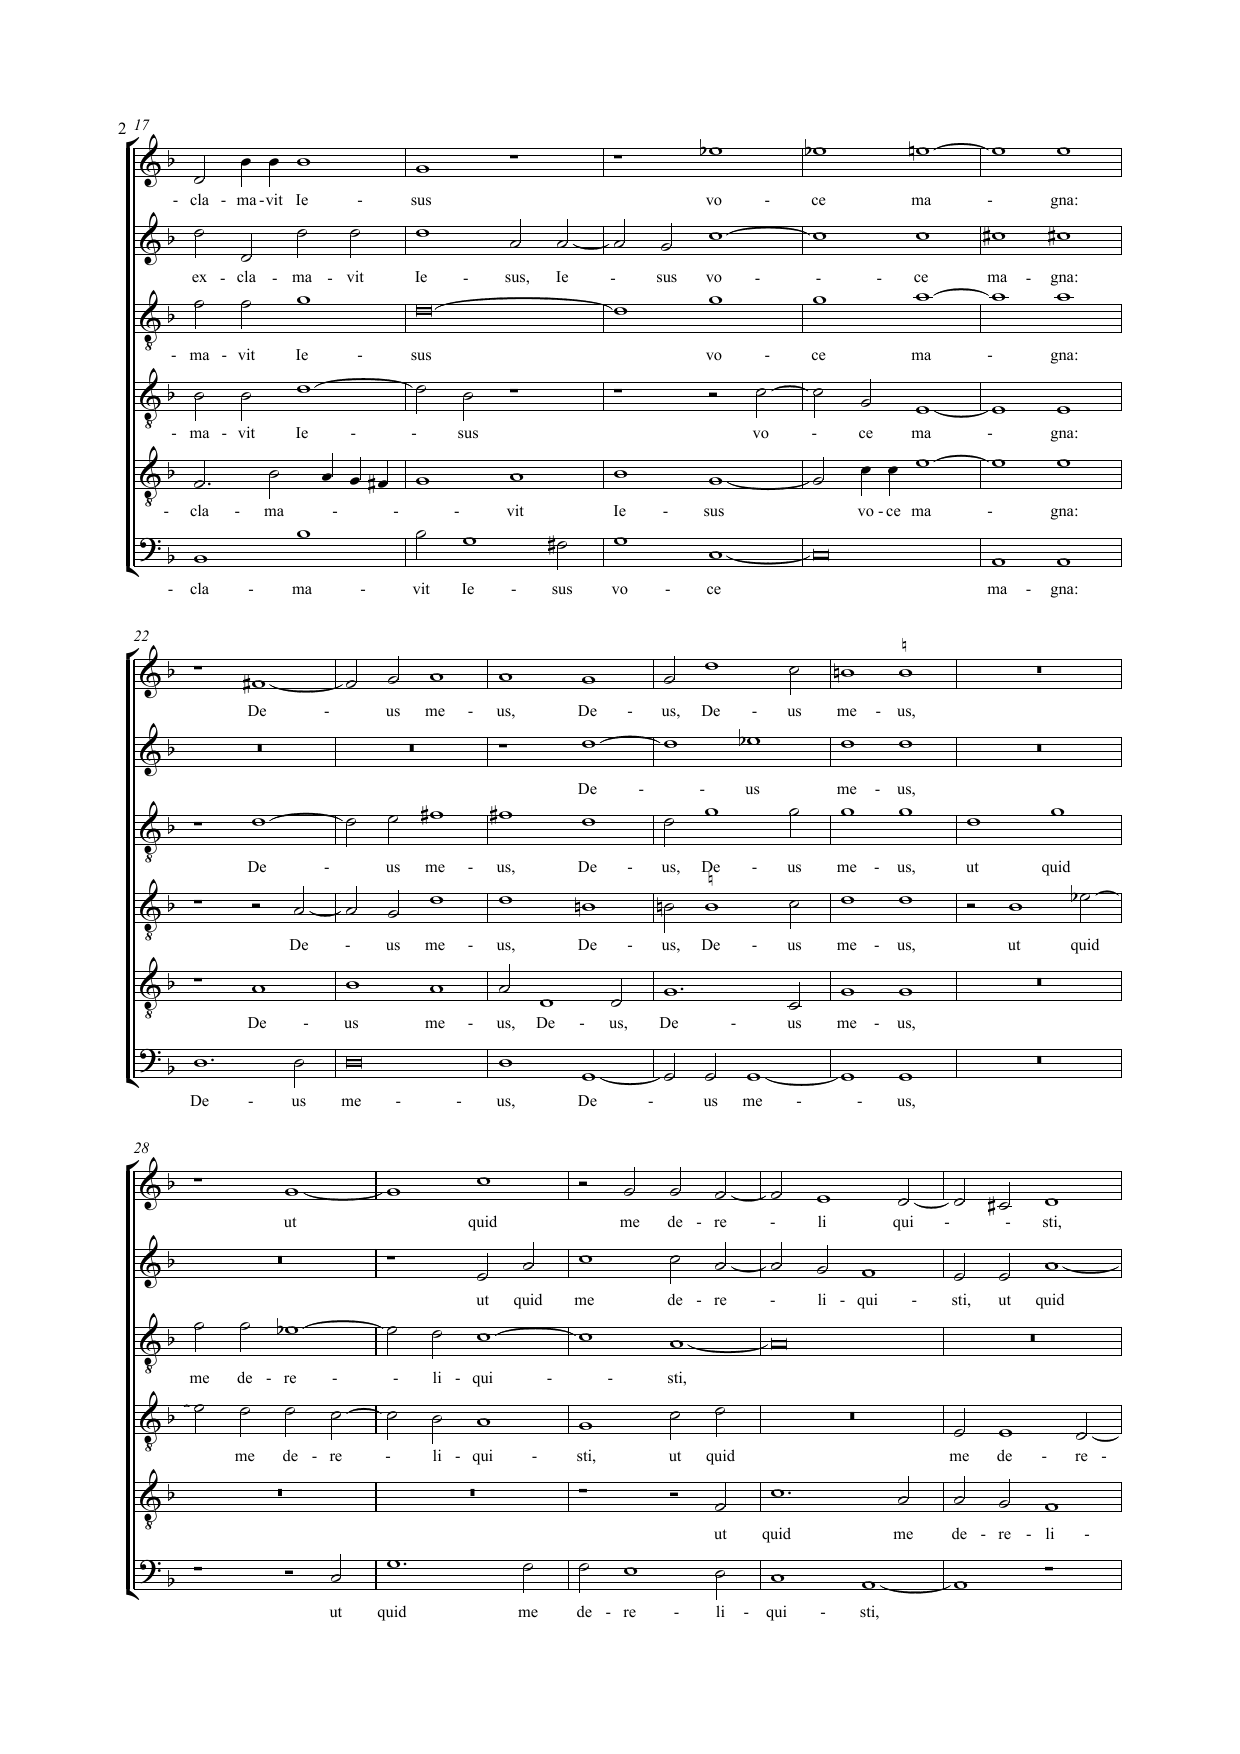 2 17
- cla - ma - vit Ie - sus vo - ce ma - gna:
ex - cla - ma - vit Ie - sus, Ie - sus vo - - - ce ma - gna:
- ma - vit Ie - sus vo - ce ma - gna:
- ma - vit Ie - - sus vo - ce ma - gna:
- cla - ma - - - vit Ie - sus vo - ce ma - gna:
- cla - ma - vit Ie - sus vo - ce ma - gna:
22
De - us me - us, De - us, De - us me - us,
De - - us me - us,
De - us me - us, De - us, De - us me - us, ut quid
De - us me - us, De - us, De - us me - us, ut quid
De - us me - us, De - us, De - us me - us,
De - us me - - us, De - us me - - us,
28
ut quid me de - re - li qui - - sti,
ut quid me de - re - li - qui - sti, ut quid
me de - re - - li - qui - - sti,
me de - re - li - qui - sti, ut quid me de - re -
ut quid me de - re - li -
ut quid me de - re - li - qui - sti,